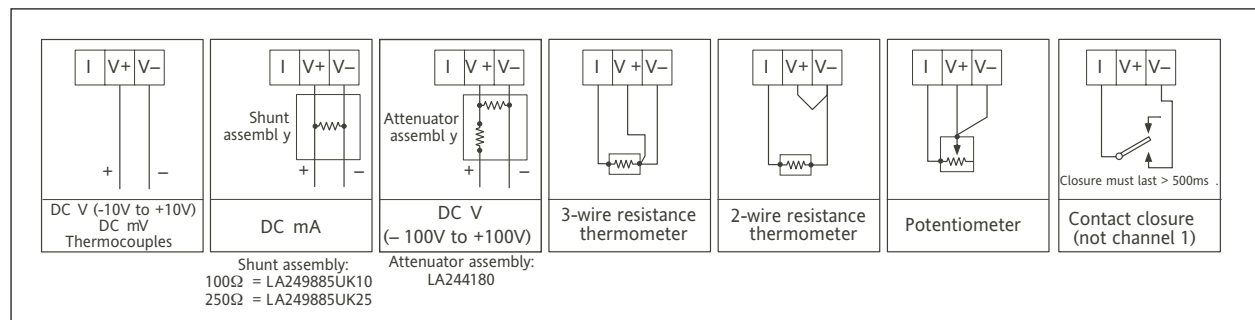 I V+ V–
I V+ V–
I V + V–
I V+ V–
I V+ V–
I V+ V–
I V+ V–
Shunt
assembl y
Attenuator
assembl y
+ –
+ –
+ –
Closure must last > 500ms .
DC V (-10V to +10V)
DC mV
Thermocouples
DC mA
DC V
(– 100V to +100V)
3-wire resistance
thermometer
2-wire resistance
thermometer
Potentiometer
Contact closure
(not channel 1)
Shunt assembly:
100Ω = LA249885UK10
250Ω = LA249885UK25
Attenuator assembly:
LA244180